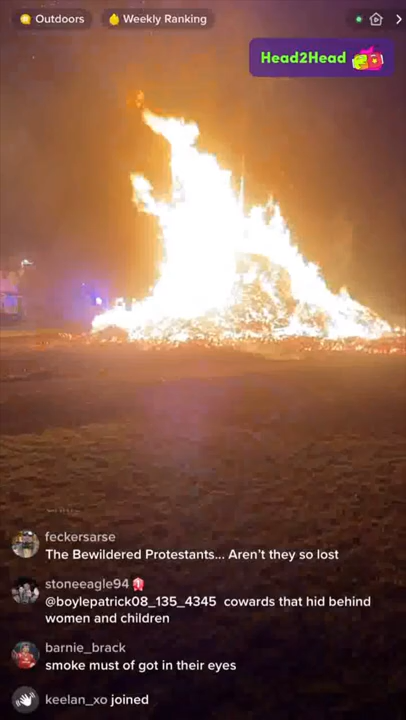 Outdoors
Weekly Ranking
Head2Head
feckersarse
The Bewildered Protestants... Aren't they so lost
stoneeagle94
@boylepatrick08_135_4345 cowards that hid behind
women and children
barnie_brack
smoke must of got in their eyes
keelan_xo joined